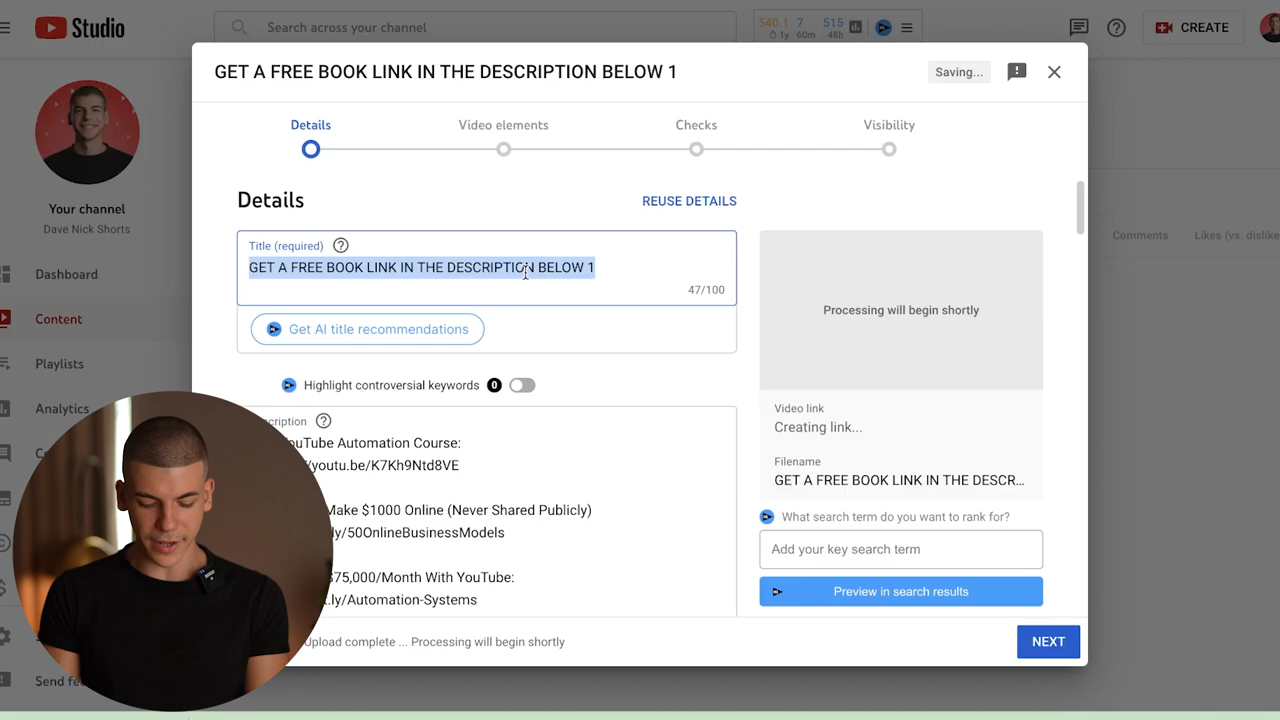 Studio
Search across your channel
540.1 7 515
1y 60m 48h
CREATE
GET A FREE BOOK LINK IN THE DESCRIPTION BELOW 1
Saving...
Details
Video elements
Checks
Visibility
Your channel
Dave Nick Shorts
Dashboard
Content
Playlists
Analytics
Details
REUSE DETAILS
Title (required)
GET A FREE BOOK LINK IN THE DESCRIPTION BELOW 1
47/100
Get AI title recommendations
Highlight controversial keywords 0
ription
ouTube Automation Course:
/youtu.be/K7Kh9Ntd8VE
Make $1000 Online (Never Shared Publicly)
ly/50OnlineBusinessModels
$75,000/Month With YouTube:
t.ly/Automation-Systems
Processing will begin shortly
Video link
Creating link...
Filename
GET A FREE BOOK LINK IN THE DESCR...
What search term do you want to rank for?
Add your key search term
Preview in search results
Comments
Likes (vs. dislike
Upload complete ... Processing will begin shortly
NEXT
Send fe